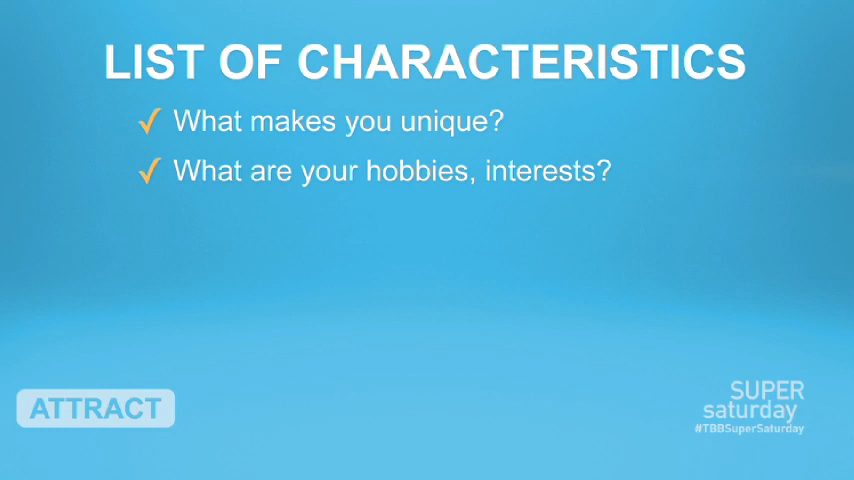 LIST OF CHARACTERISTICS
What makes you unique?
What are your hobbies, interests?
ATTRACT
SUPER
saturday
#TBBSuperSaturday